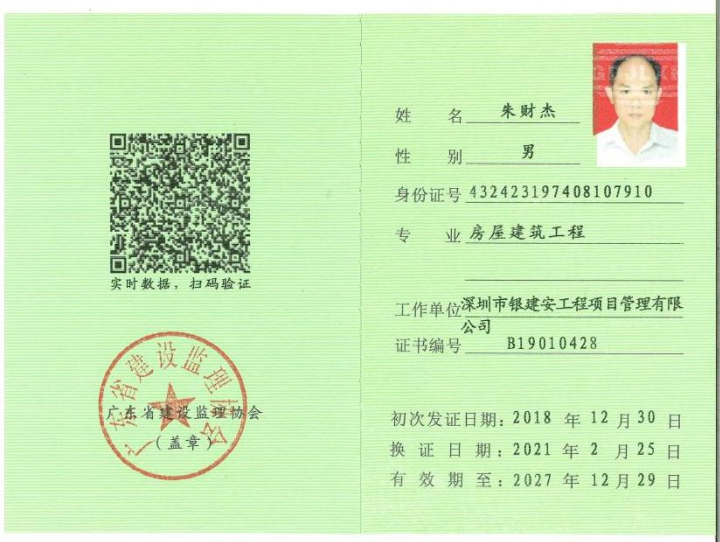 实时数据，扫码验证
广东省建设监理协会
广东省建设监理协会
（盖章）
姓 名 朱财杰
性 别 男
身份证号 432423197408107910
专 业 房屋建筑工程
工作单位 深圳市银建安工程项目管理有限
公司
证书编号 B19010428
初次发证日期：2018 年 12 月 30 日
换 证 日 期：2021 年 2 月 25 日
有 效 期 至：2027 年 12 月 29 日